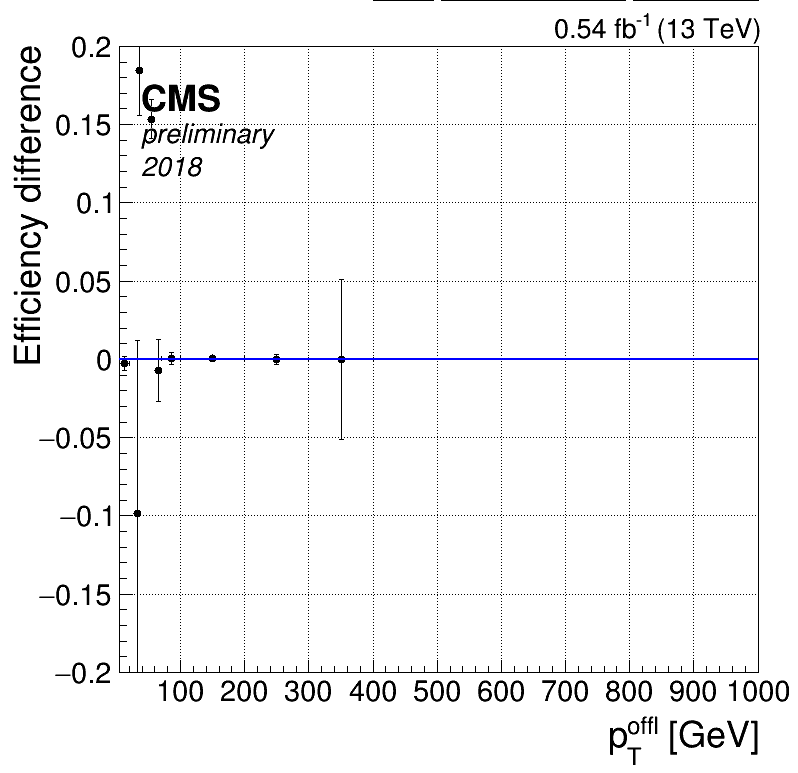 0.54 fb-1 (13 TeV)
Efficiency difference
0.2
CMS
0.15
preliminary
2018
0.1
0.05
0
−0.05
−0.1
−0.15
−0.2
100 200 300 400 500 600 700 800 900 1000
pToffl [GeV]